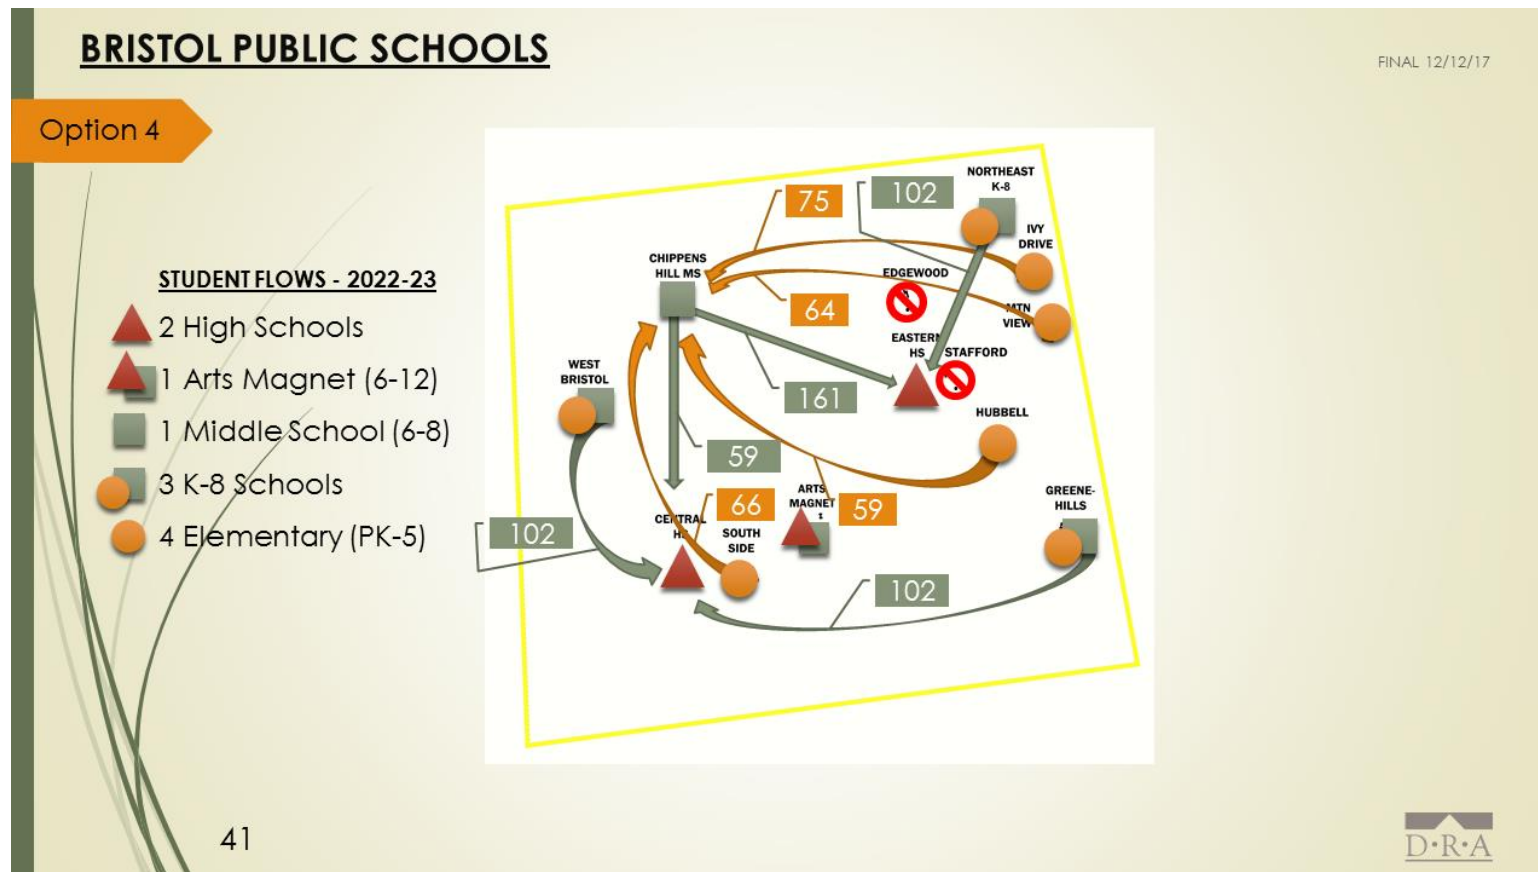 BRISTOL PUBLIC SCHOOLS
FINAL 12/12/17
Option 4
STUDENT FLOWS - 2022-23
2 High Schools
1 Arts Magnet (6-12)
1 Middle School (6-8)
3 K-8 Schools
4 Elementary (PK-5)
NORTHEAST
K-8
75
102
IVY
DRIVE
CHIPPENS
HILL MS
EDGEWOOD
64
MTN
VIEW
EASTERN
HS
STAFFORD
WEST
BRISTOL
161
HUBBELL
59
ARTS
MAGNET
GREENE-
HILLS
66
59
CENTRAL
SOUTH
SIDE
102
102
41
D·R·A